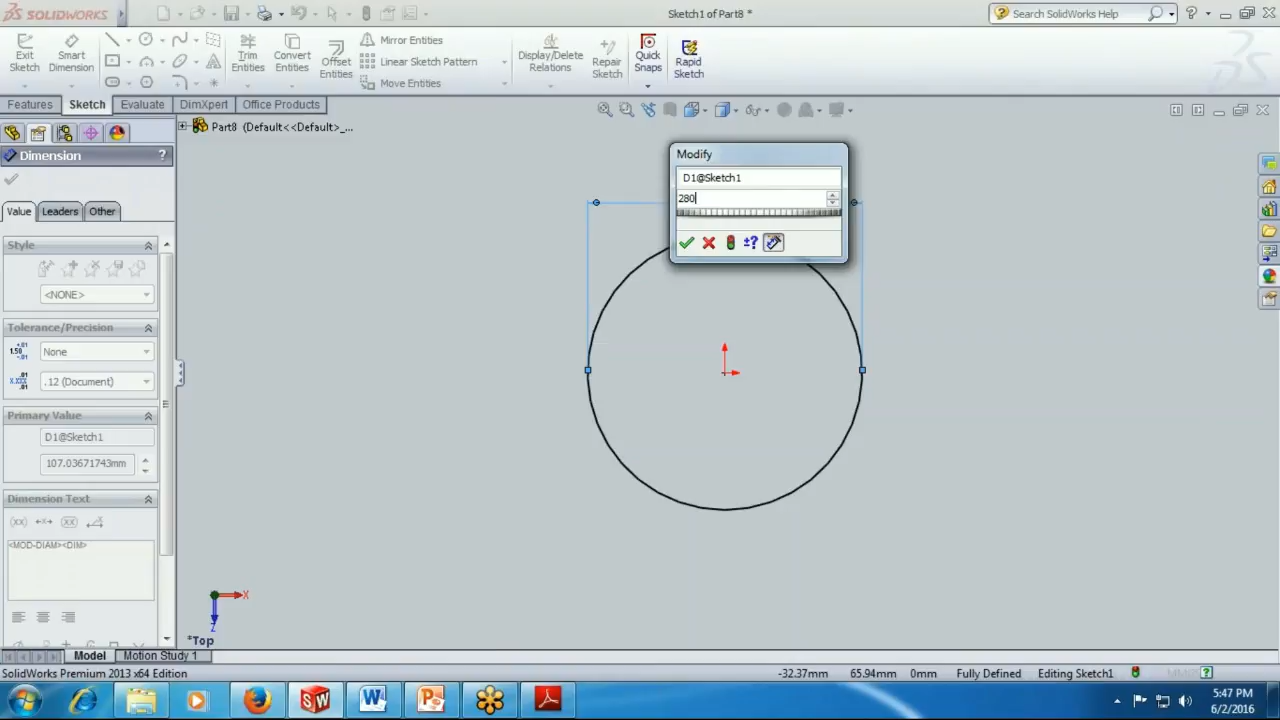 SOLIDWORKS
Sketch1 of Part8 *
Search SolidWorks Help
Exit Sketch
Smart Dimension
Trim Entities
Convert Entities
Offset Entities
Mirror Entities
Linear Sketch Pattern
Move Entities
Display/Delete Relations
Repair Sketch
Quick Snaps
Rapid Sketch
Features
Sketch
Evaluate
DimXpert
Office Products
Part8 (Default<<Default>_...
Dimension
?
Value
Leaders
Other
Style
<NONE>
Tolerance/Precision
None
.12 (Document)
Primary Value
D1@Sketch1
107.03671743mm
Dimension Text
<MOD-DIAM><DIM>
Modify
D1@Sketch1
280
±?
X
Z
*Top
Model
Motion Study 1
SolidWorks Premium 2013 x64 Edition
-32.37mm
65.94mm
0mm
Fully Defined
Editing Sketch1
5:47 PM
6/2/2016